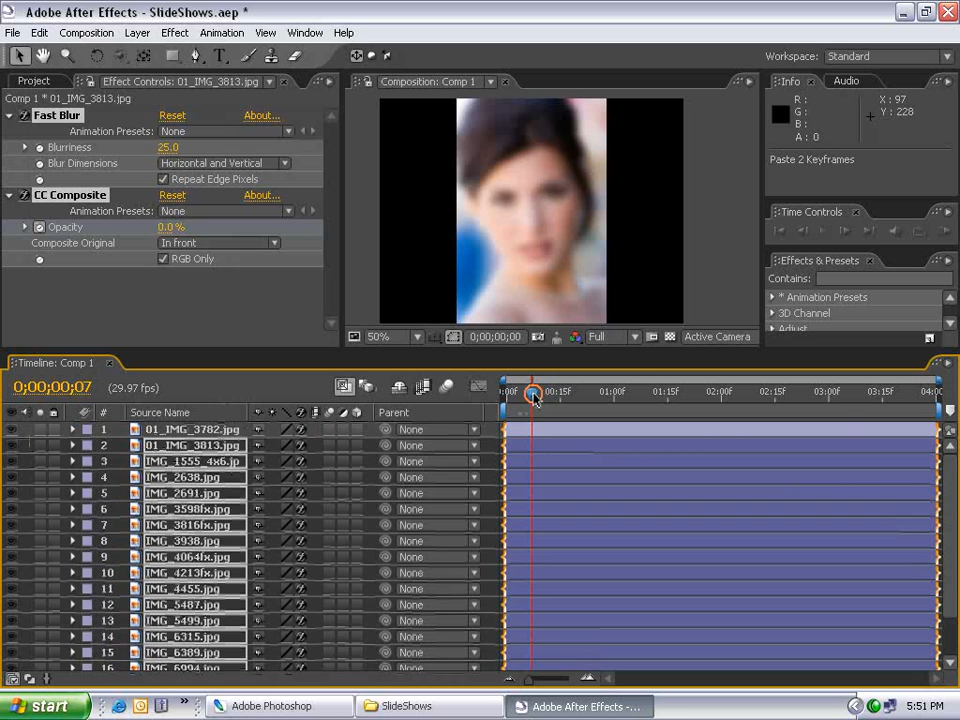 Adobe After Effects - SlideShows.aep *
File Edit Composition Layer Effect Animation View Window Help
Workspace: Standard
Project Effect Controls: 01_IMG_3813.jpg
Comp 1 * 01_IMG_3813.jpg
Fast Blur Reset About...
Animation Presets: None
Blurriness 25.0
Blur Dimensions Horizontal and Vertical
Repeat Edge Pixels
CC Composite Reset About...
Animation Presets: None
Opacity 0.0 %
Composite Original In front
RGB Only
Composition: Comp 1
50% 0;00;00;00 Full Active Camera
Info Audio
R: X: 97
G: Y: 228
B:
A: 0
Paste 2 Keyframes
Time Controls
Effects & Presets
Contains:
* Animation Presets
3D Channel
Adjust
Timeline: Comp 1
0;00;00;07 (29.97 fps)
:00F 00:15F 01:00F 01:15F 02:00F 02:15F 03:00F 03:15F 04:00
# Source Name Parent
1 01_IMG_3782.jpg None
2 01_IMG_3813.jpg None
3 IMG_1555_4x6.jp None
4 IMG_2638.jpg None
5 IMG_2691.jpg None
6 IMG_3598fx.jpg None
7 IMG_3816fx.jpg None
8 IMG_3938.jpg None
9 IMG_4064fx.jpg None
10 IMG_4213fx.jpg None
11 IMG_4455.jpg None
12 IMG_5487.jpg None
13 IMG_5499.jpg None
14 IMG_6315.jpg None
15 IMG_6389.jpg None
16 IMG_6994.jpg None
start Adobe Photoshop SlideShows Adobe After Effects -... 5:51 PM